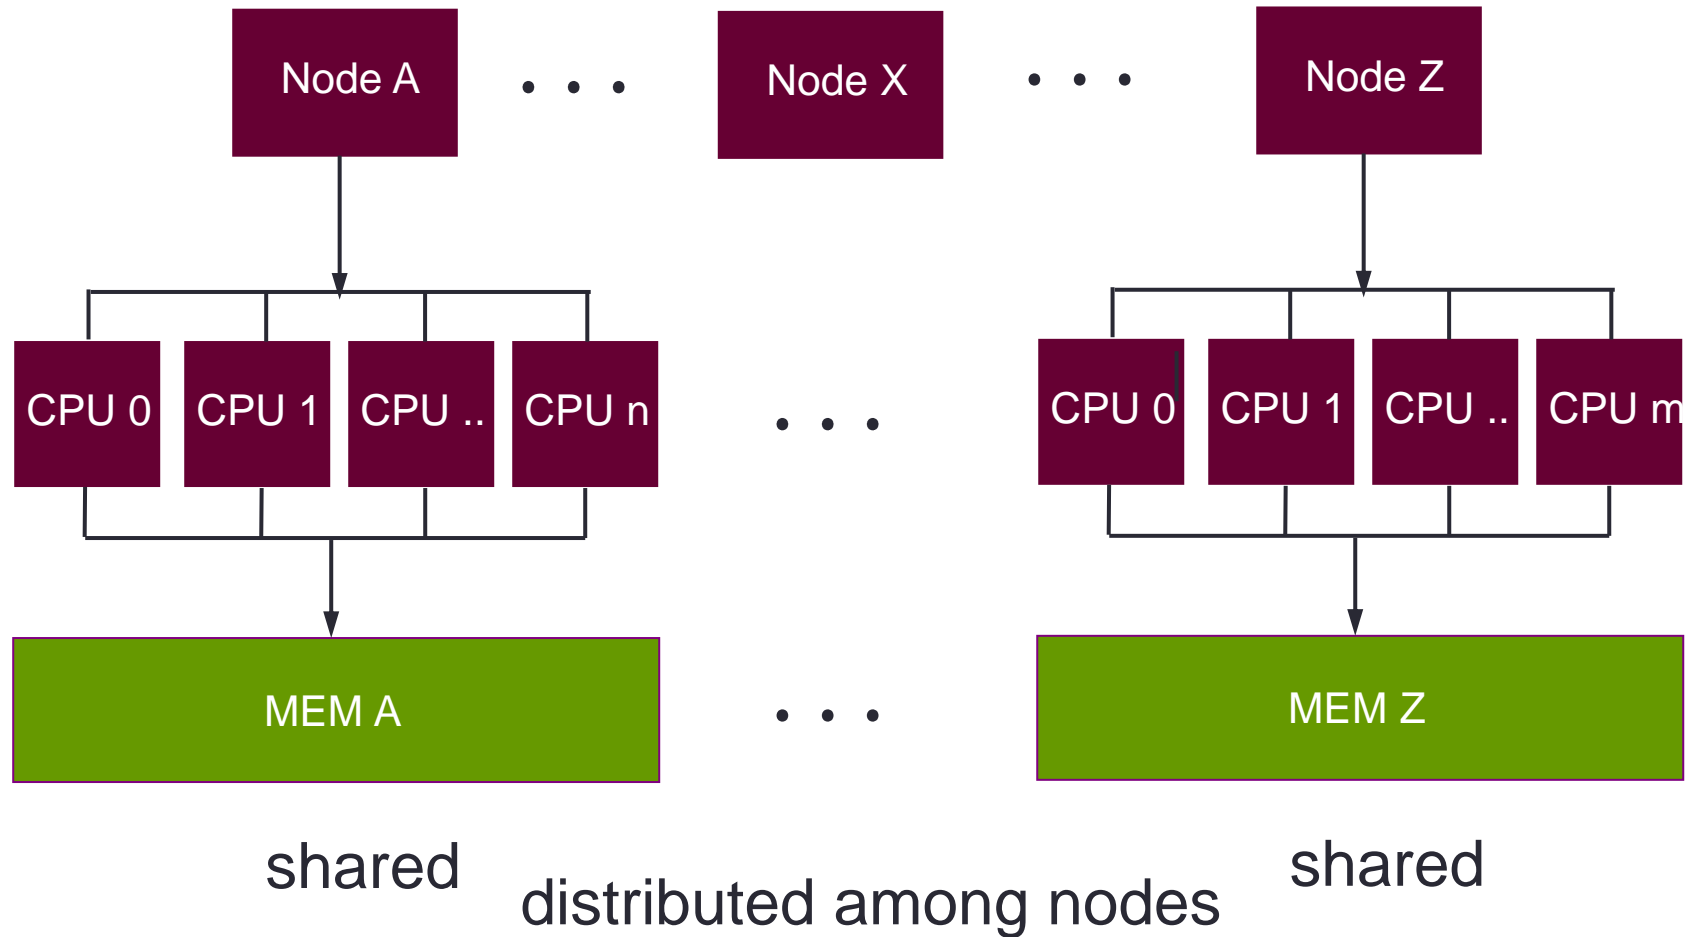 Node A
. . .
Node X
. . .
Node Z
CPU 0
CPU 1
CPU ..
CPU n
. . .
CPU 0
CPU 1
CPU ..
CPU m
MEM A
. . .
MEM Z
shared
distributed among nodes
shared